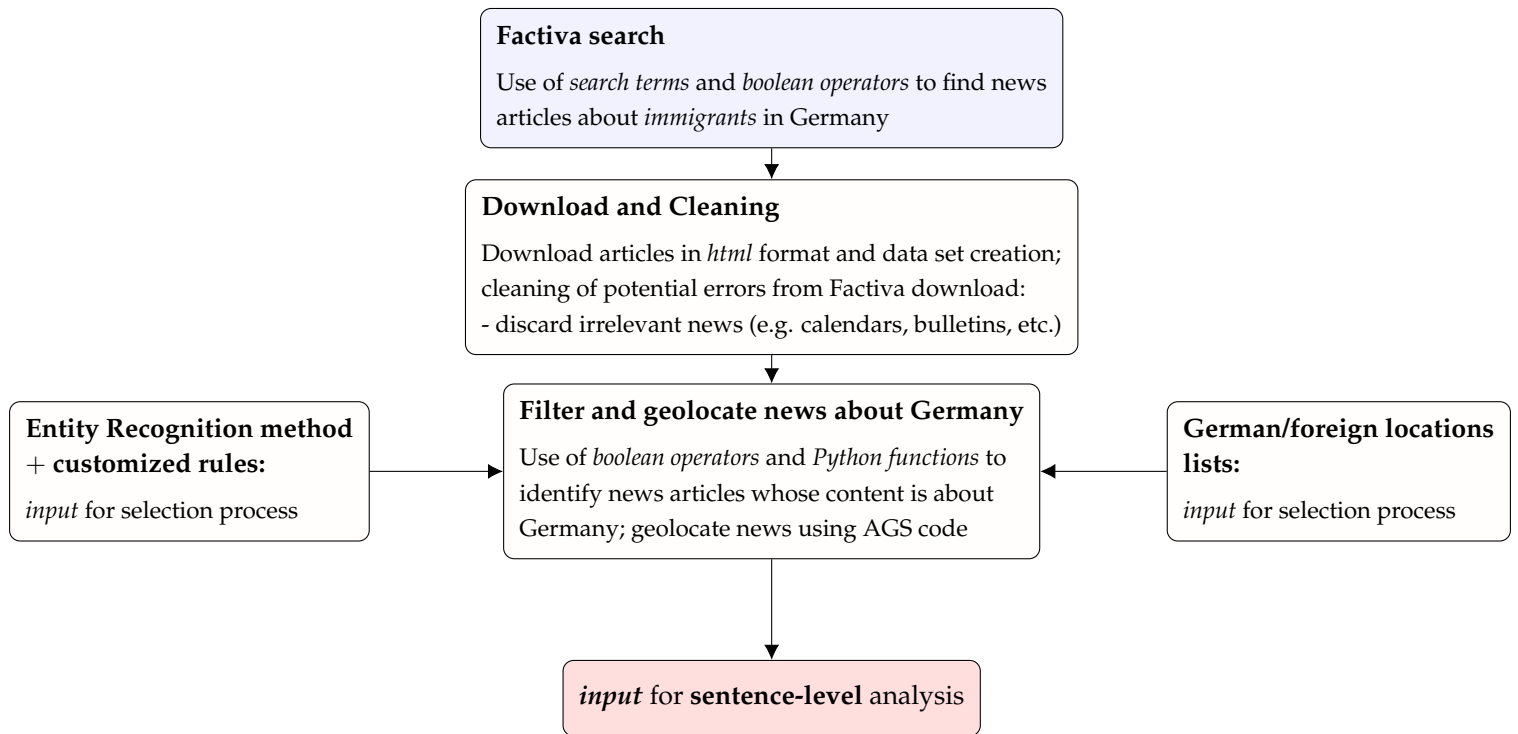 Factiva search
Use of search terms and boolean operators to find news
articles about immigrants in Germany
Download and Cleaning
Download articles in html format and data set creation;
cleaning of potential errors from Factiva download:
- discard irrelevant news (e.g. calendars, bulletins, etc.)
Entity Recognition method
+ customized rules:
input for selection process
Filter and geolocate news about Germany
Use of boolean operators and Python functions to
identify news articles whose content is about
Germany; geolocate news using AGS code
German/foreign locations
lists:
input for selection process
input for sentence-level analysis